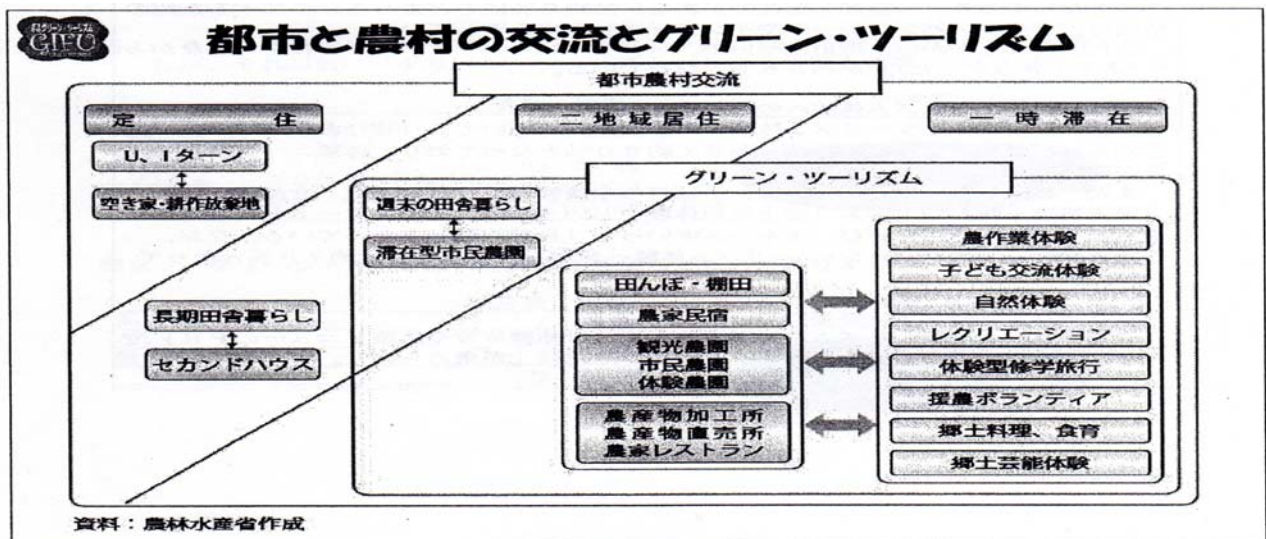 GIFU
都市と農村の交流とグリーン・ツーリズム
都市農村交流
定住
二地域居住
一時滞在
U、Iターン
空き家・耕作放棄地
グリーン・ツーリズム
週末の田舎暮らし
滞在型市民農園
長期田舎暮らし
セカンドハウス
田んぼ・棚田
農家民宿
観光農園
市民農園
体験農園
農産物加工所
農産物直売所
農家レストラン
農作業体験
子ども交流体験
自然体験
レクリエーション
体験型修学旅行
援農ボランティア
郷土料理、食育
郷土芸能体験
資料：農林水産省作成